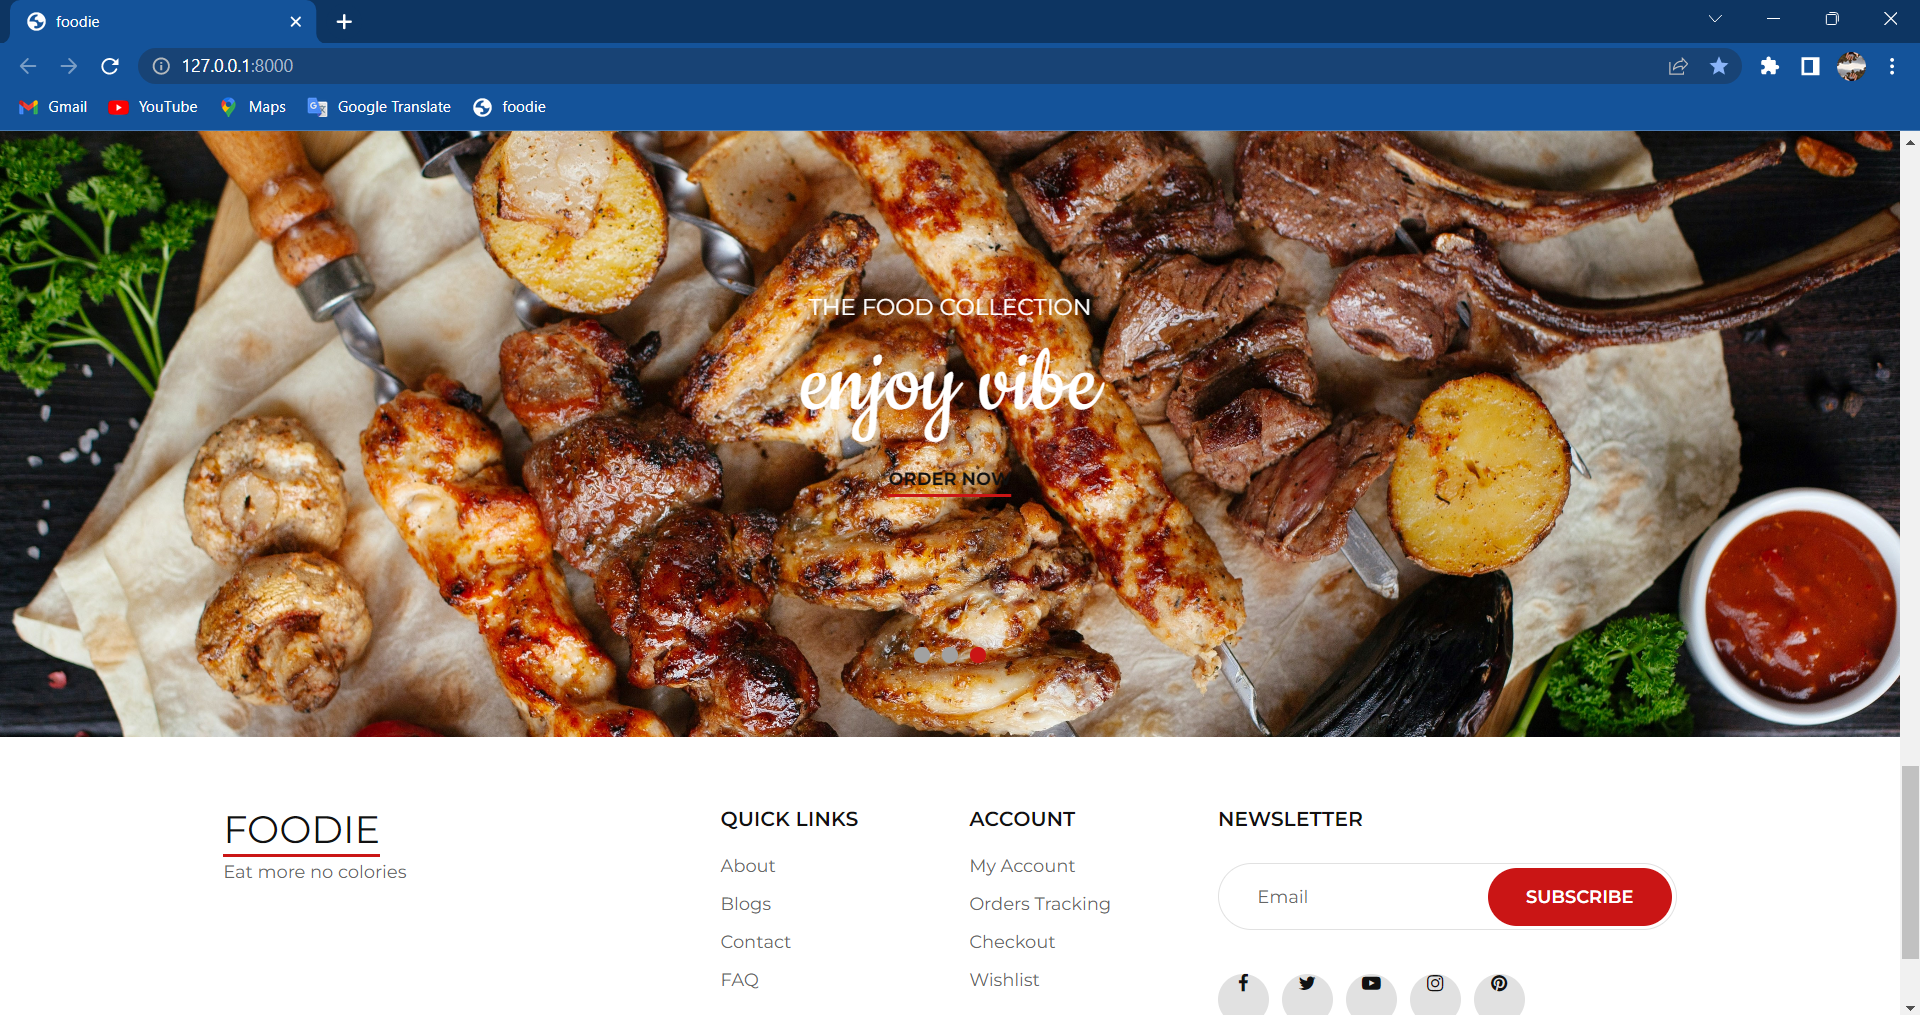 foodie
127.0.0.1:8000
Gmail
YouTube
Maps
Google Translate
foodie
THE FOOD COLLECTION
enjoy vibe
ORDER NOW
FOODIE
Eat more no colories
QUICK LINKS
About
Blogs
Contact
FAQ
ACCOUNT
My Account
Orders Tracking
Checkout
Wishlist
NEWSLETTER
Email
SUBSCRIBE